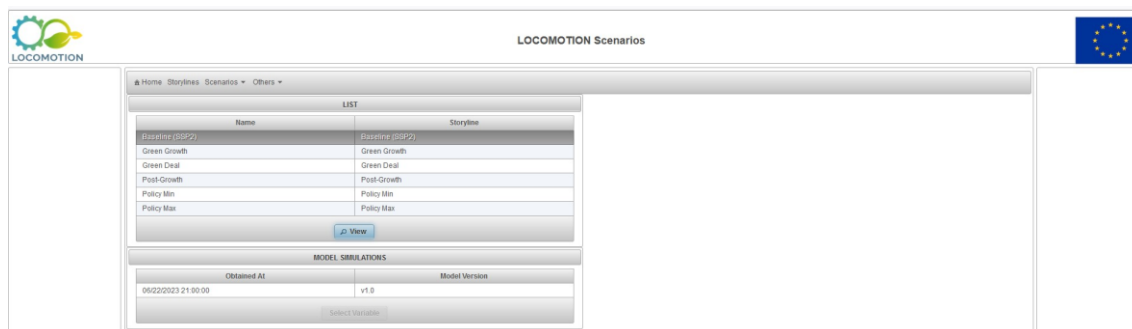 LOCOMOTION
LOCOMOTION Scenarios
Home Storylines Scenarios Others
LIST
Name Storyline
Baseline (SSP2) Baseline (SSP2)
Green Growth Green Growth
Green Deal Green Deal
Post-Growth Post-Growth
Policy Min Policy Min
Policy Max Policy Max
View
MODEL SIMULATIONS
Obtained At Model Version
06/22/2023 21:00:00 v1.0
Select Variable